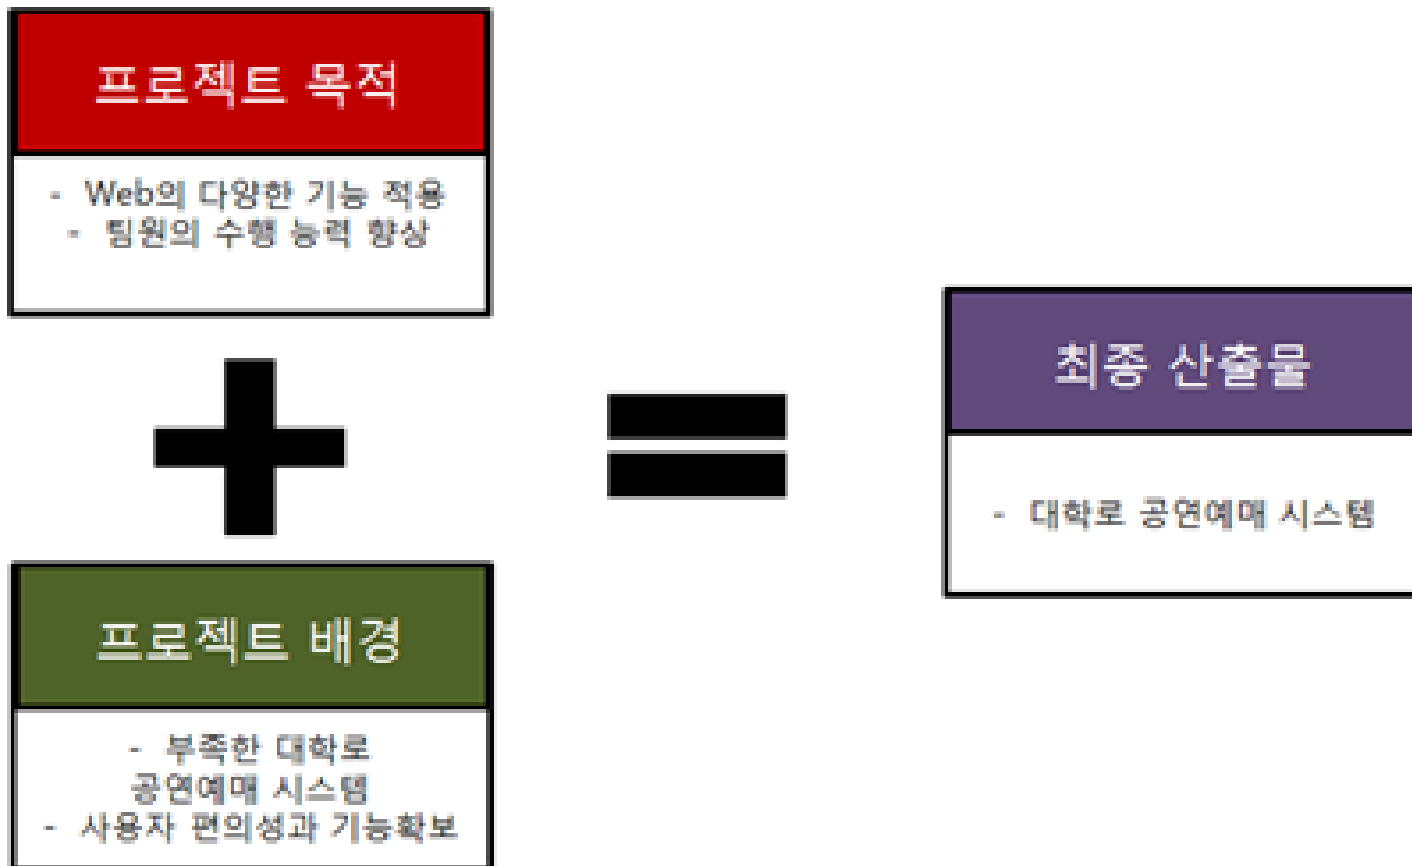 프로젝트 목적
- Web의 다양한 기능 적용
- 팀원의 수행 능력 향상
최종 산출물
- 대학로 공연예매 시스템
프로젝트 배경
- 부족한 대학로
공연예매 시스템
- 사용자 편의성과 기능확보